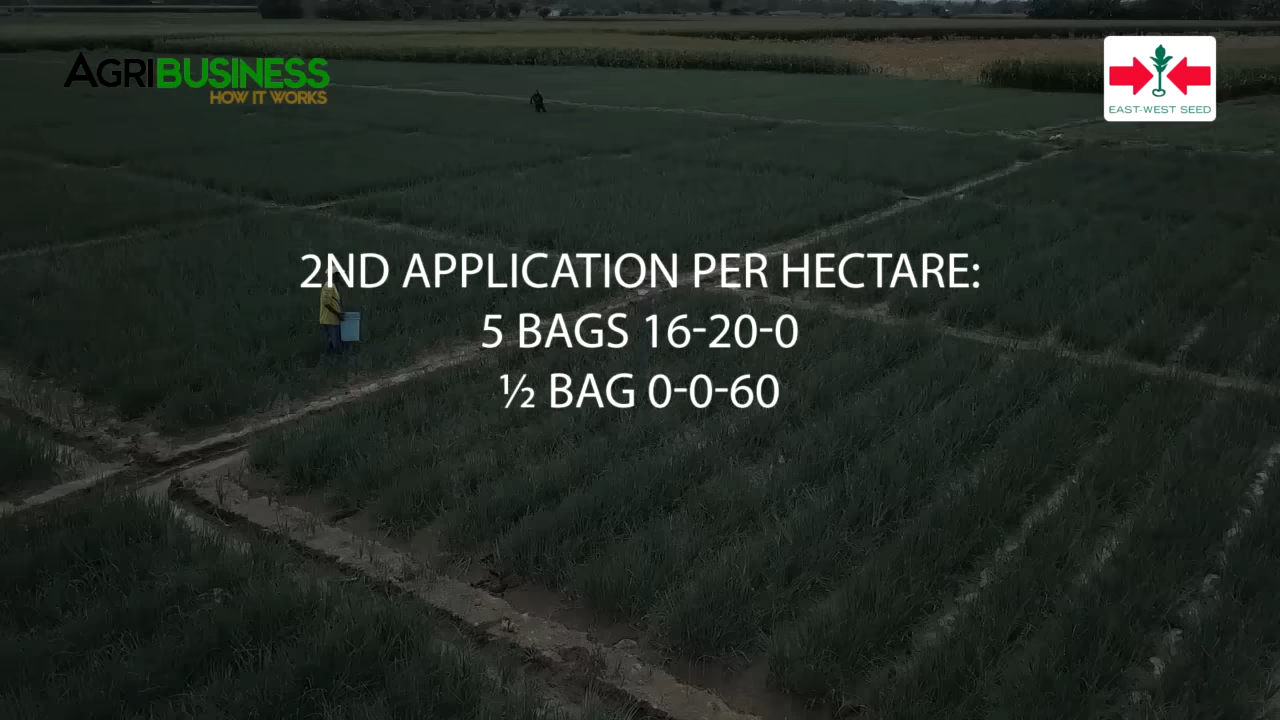 AGRIBUSINESS
HOW IT WORKS
EAST-WEST SEED
2ND APPLICATION PER HECTARE:
5 BAGS 16-20-0
½ BAG 0-0-60